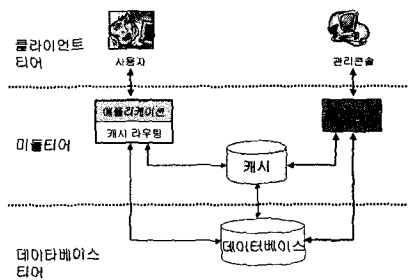 클라이언트
티어
사용자
관리콘솔
미들티어
애플리케이션
캐시 라우팅
캐시
데이터베이스
데이타베이스
티어